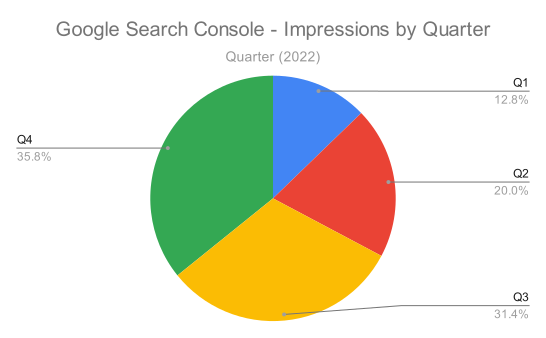 Google Search Console - Impressions by Quarter
Quarter (2022)
Q1
12.8%
Q2
20.0%
Q3
31.4%
Q4
35.8%